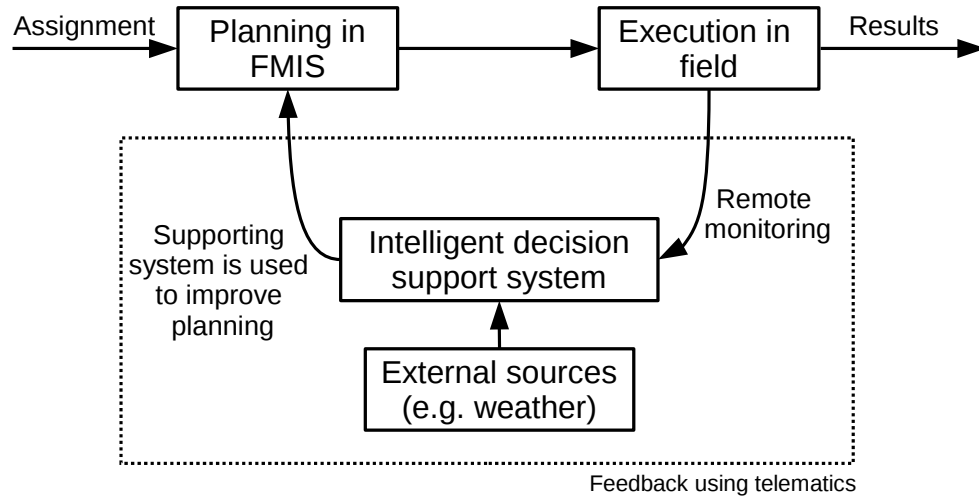 Assignment
Planning in
FMIS
Execution in
field
Results
Remote
monitoring
Supporting
system is used
to improve
planning
Intelligent decision
support system
External sources
(e.g. weather)
Feedback using telematics